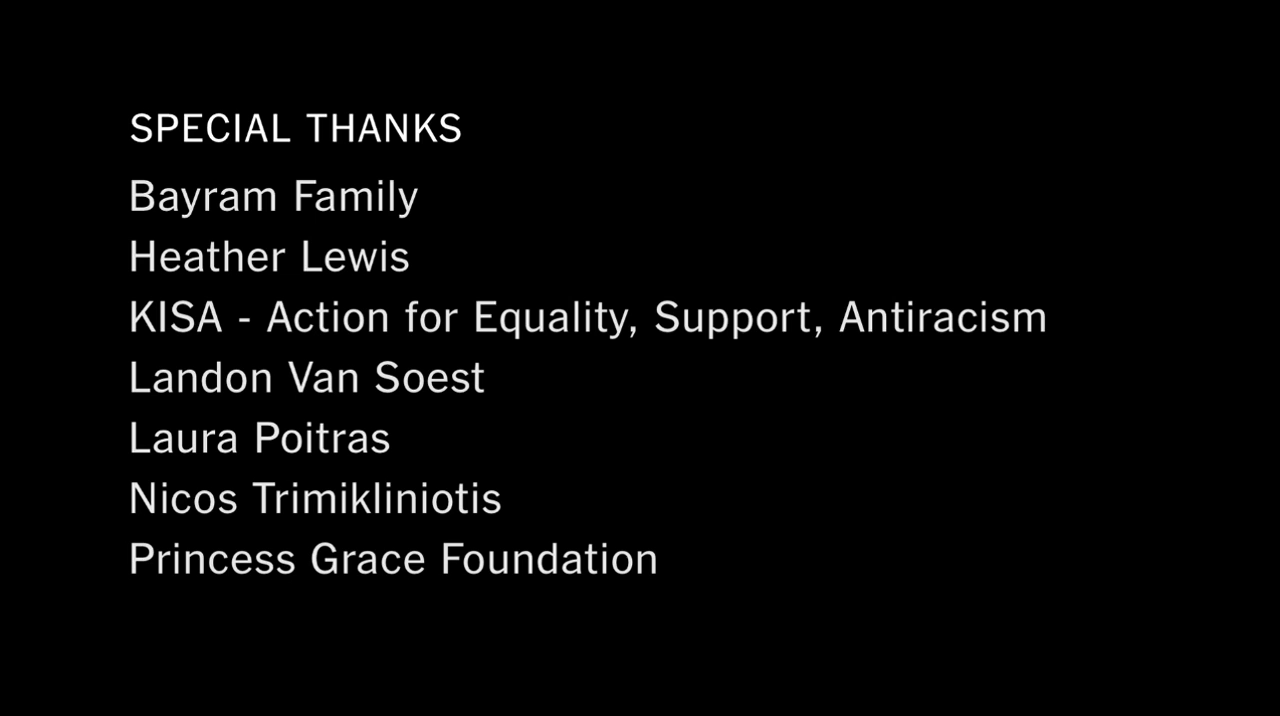 SPECIAL THANKS
Bayram Family
Heather Lewis
KISA - Action for Equality, Support, Antiracism
Landon Van Soest
Laura Poitras
Nicos Trimikliniotis
Princess Grace Foundation